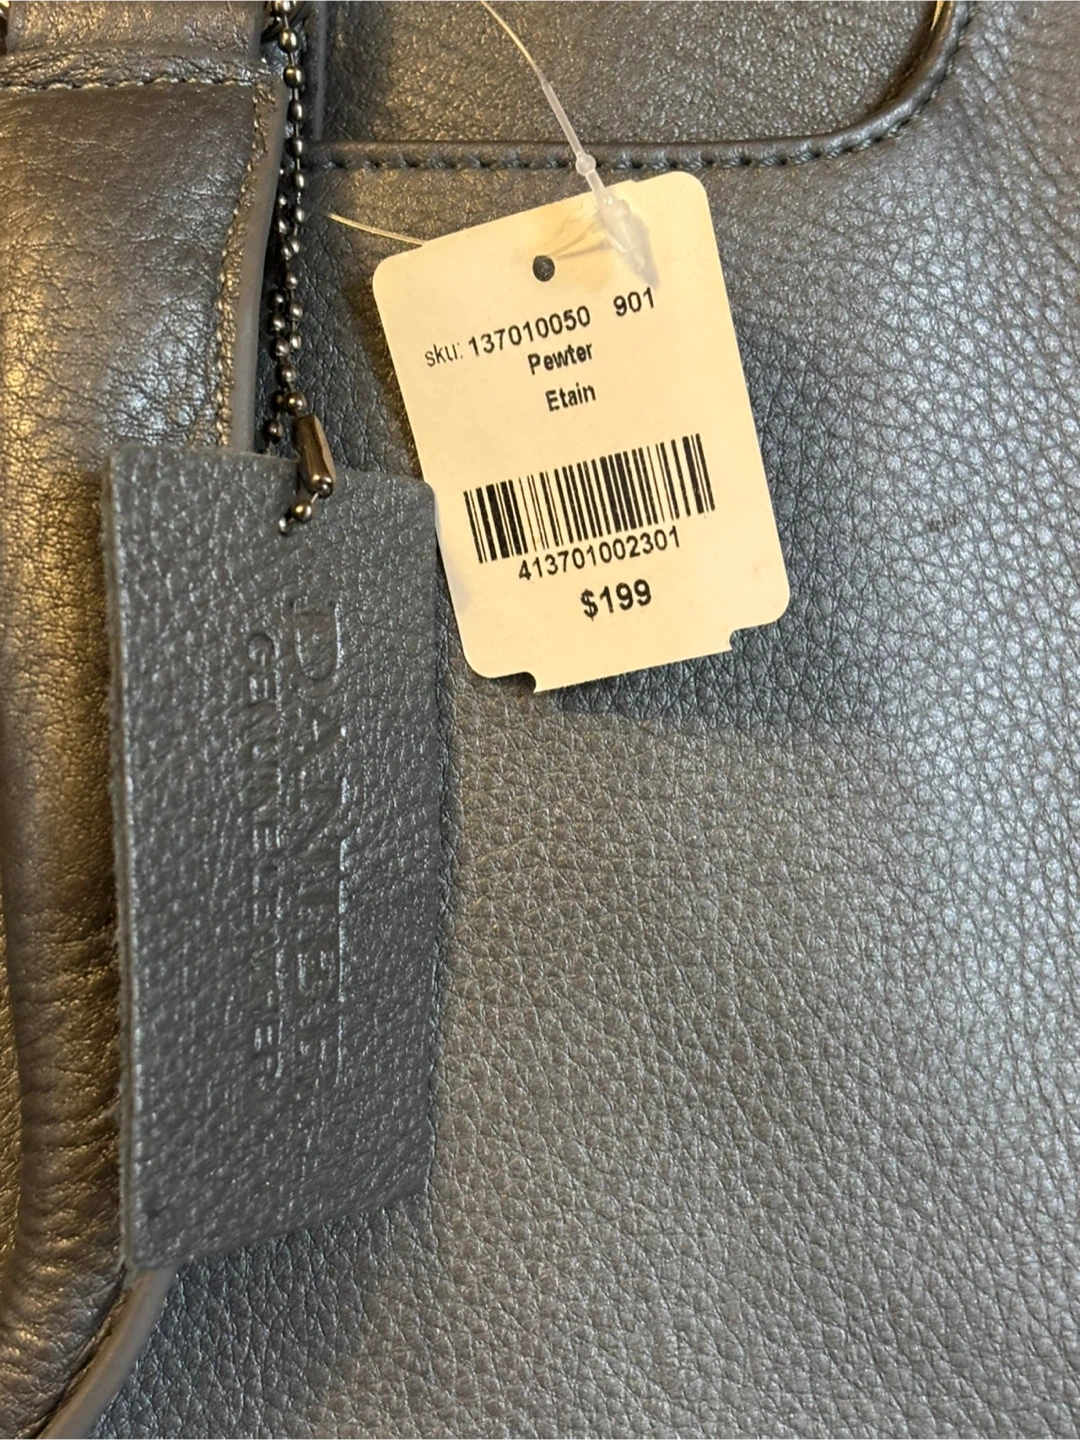 sku: 137010050 901
Pewter
Etain
413701002301
$199
DANIER
GENUINE LEATHER